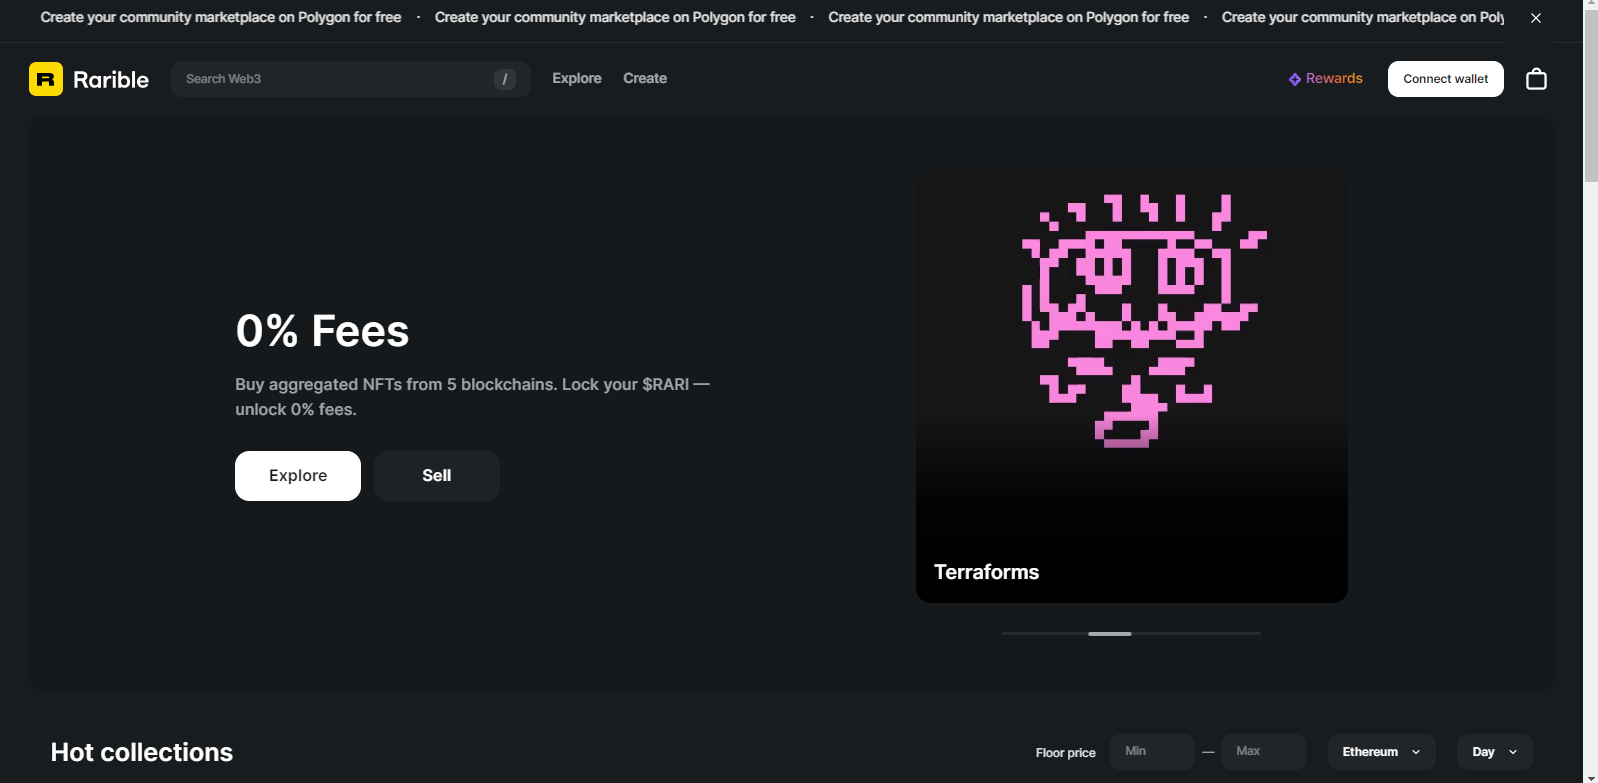 Create your community marketplace on Polygon for free · Create your community marketplace on Polygon for free · Create your community marketplace on Polygon for free · Create your community marketplace on Pol
R Rarible Search Web3 / Explore Create Rewards Connect wallet
0% Fees
Buy aggregated NFTs from 5 blockchains. Lock your $RARI —
unlock 0% fees.
Explore Sell
Terraforms
Hot collections Floor price Min — Max Ethereum Day